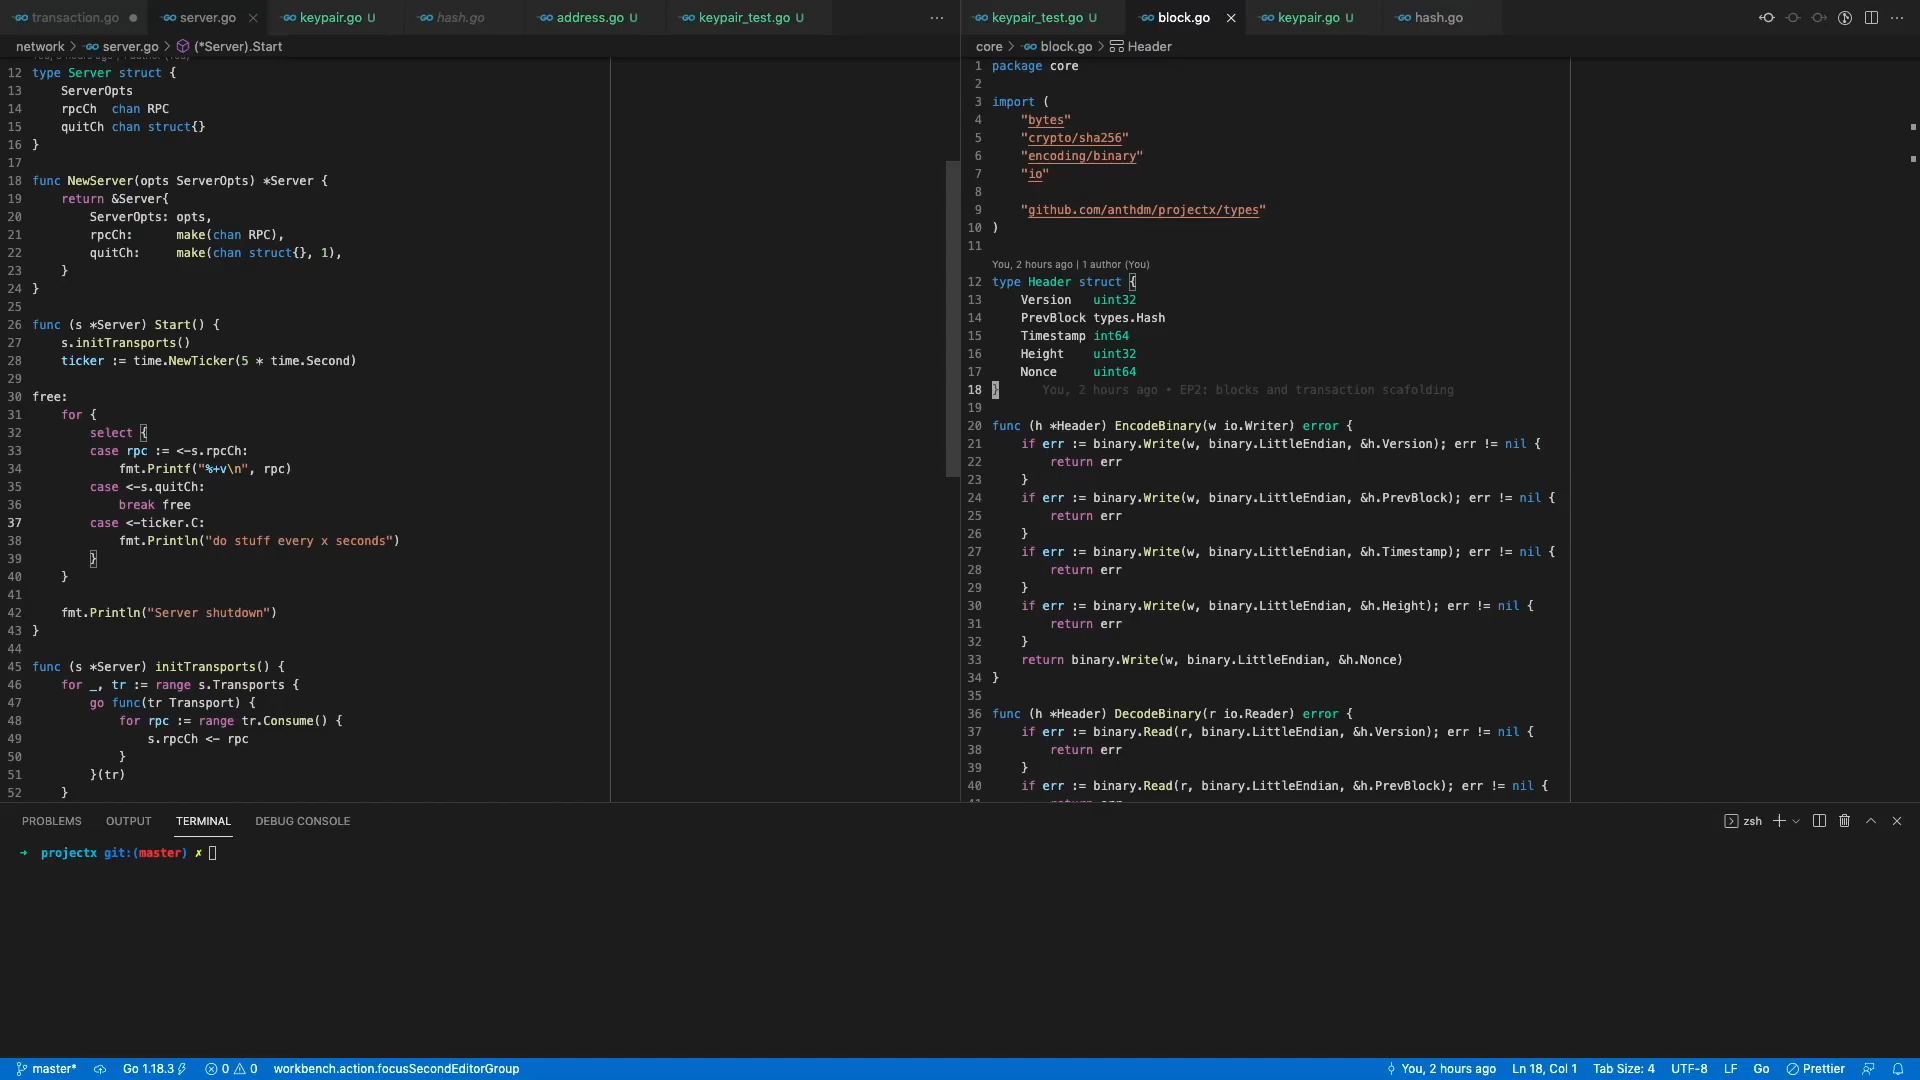 transaction.go
server.go
keypair.go U
hash.go
address.go U
keypair_test.go U
network > server.go > (*Server).Start
12 type Server struct {
13 ServerOpts
14 rpcCh chan RPC
15 quitCh chan struct{}
16 }
17
18 func NewServer(opts ServerOpts) *Server {
19 return &Server{
20 ServerOpts: opts,
21 rpcCh: make(chan RPC),
22 quitCh: make(chan struct{}, 1),
23 }
24 }
25
26 func (s *Server) Start() {
27 s.initTransports()
28 ticker := time.NewTicker(5 * time.Second)
29
30 free:
31 for {
32 select {
33 case rpc := <-s.rpcCh:
34 fmt.Printf("%+v\n", rpc)
35 case <-s.quitCh:
36 break free
37 case <-ticker.C:
38 fmt.Println("do stuff every x seconds")
39 }
40 }
41
42 fmt.Println("Server shutdown")
43 }
44
45 func (s *Server) initTransports() {
46 for _, tr := range s.Transports {
47 go func(tr Transport) {
48 for rpc := range tr.Consume() {
49 s.rpcCh <- rpc
50 }
51 }(tr)
52 }
keypair_test.go U
block.go
keypair.go U
hash.go
core > block.go > Header
1 package core
2
3 import (
4 "bytes"
5 "crypto/sha256"
6 "encoding/binary"
7 "io"
8
9 "github.com/anthdm/projectx/types"
10 )
11
You, 2 hours ago | 1 author (You)
12 type Header struct {
13 Version uint32
14 PrevBlock types.Hash
15 Timestamp int64
16 Height uint32
17 Nonce uint64
18 } You, 2 hours ago • EP2: blocks and transaction scafolding
19
20 func (h *Header) EncodeBinary(w io.Writer) error {
21 if err := binary.Write(w, binary.LittleEndian, &h.Version); err != nil {
22 return err
23 }
24 if err := binary.Write(w, binary.LittleEndian, &h.PrevBlock); err != nil {
25 return err
26 }
27 if err := binary.Write(w, binary.LittleEndian, &h.Timestamp); err != nil {
28 return err
29 }
30 if err := binary.Write(w, binary.LittleEndian, &h.Height); err != nil {
31 return err
32 }
33 return binary.Write(w, binary.LittleEndian, &h.Nonce)
34 }
35
36 func (h *Header) DecodeBinary(r io.Reader) error {
37 if err := binary.Read(r, binary.LittleEndian, &h.Version); err != nil {
38 return err
39 }
40 if err := binary.Read(r, binary.LittleEndian, &h.PrevBlock); err != nil {
PROBLEMS OUTPUT TERMINAL DEBUG CONSOLE
zsh
➜ projectx git:(master) ✗
master* Go 1.18.3 0 0 workbench.action.focusSecondEditorGroup
You, 2 hours ago Ln 18, Col 1 Tab Size: 4 UTF-8 LF Go Prettier